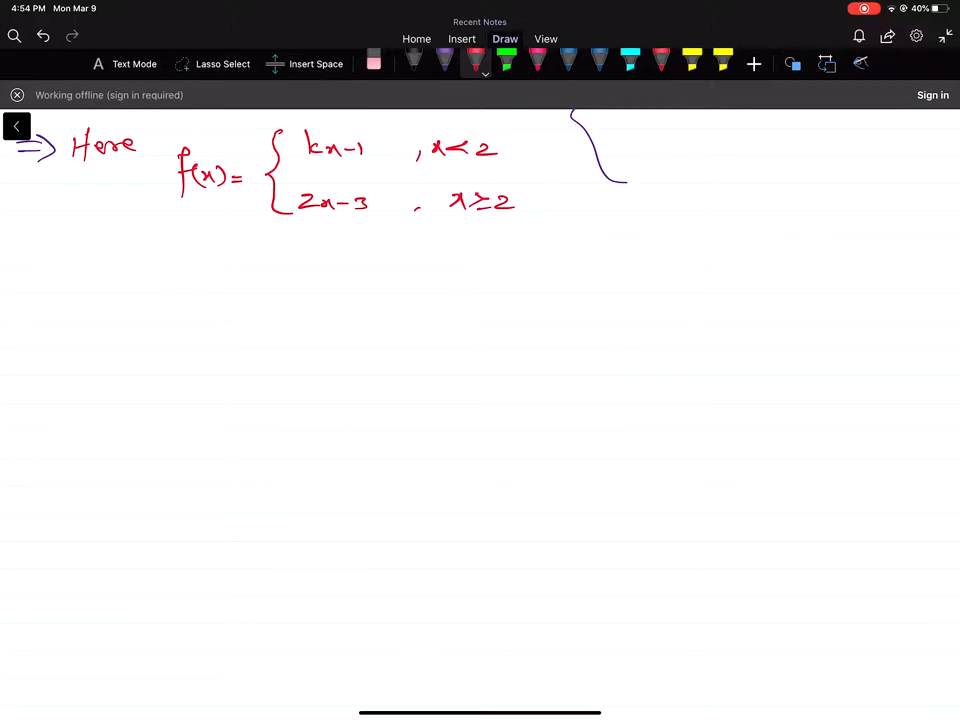 4:54 PM Mon Mar 9
40%
Recent Notes
Home Insert Draw View
Text Mode Lasso Select Insert Space
Working offline (sign in required) Sign in
⇒ Here f(x) = { kx-1 , x < 2
2x-3 , x ≥ 2